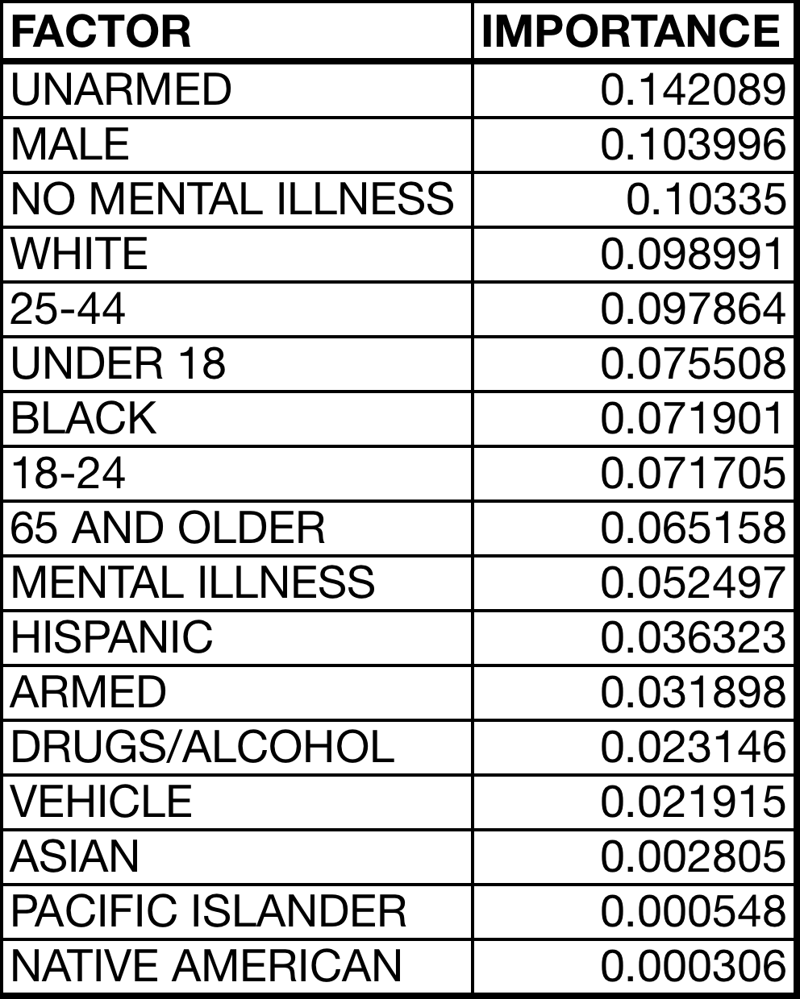 FACTOR IMPORTANCE
UNARMED 0.142089
MALE 0.103996
NO MENTAL ILLNESS 0.10335
WHITE 0.098991
25-44 0.097864
UNDER 18 0.075508
BLACK 0.071901
18-24 0.071705
65 AND OLDER 0.065158
MENTAL ILLNESS 0.052497
HISPANIC 0.036323
ARMED 0.031898
DRUGS/ALCOHOL 0.023146
VEHICLE 0.021915
ASIAN 0.002805
PACIFIC ISLANDER 0.000548
NATIVE AMERICAN 0.000306